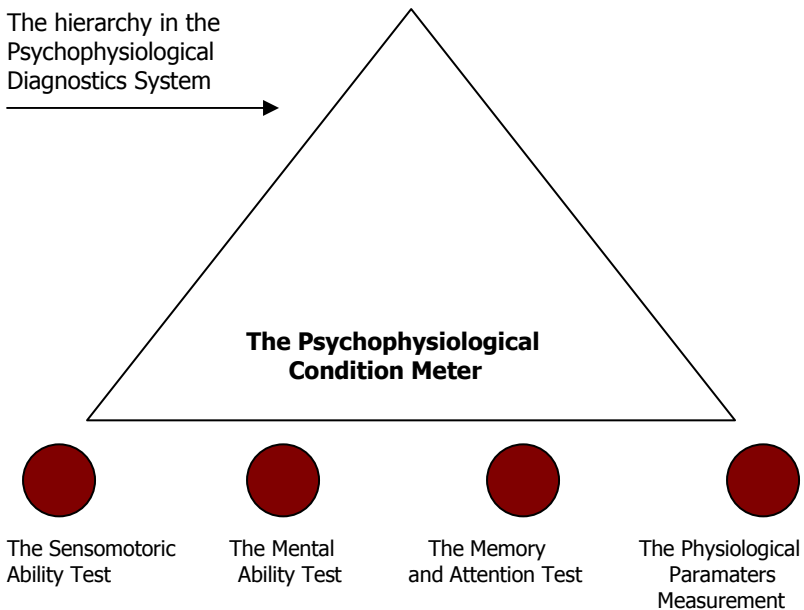 The hierarchy in the
Psychophysiological
Diagnostics System
The Psychophysiological
Condition Meter
The Sensomotoric
Ability Test
The Mental
Ability Test
The Memory
and Attention Test
The Physiological
Paramaters
Measurement